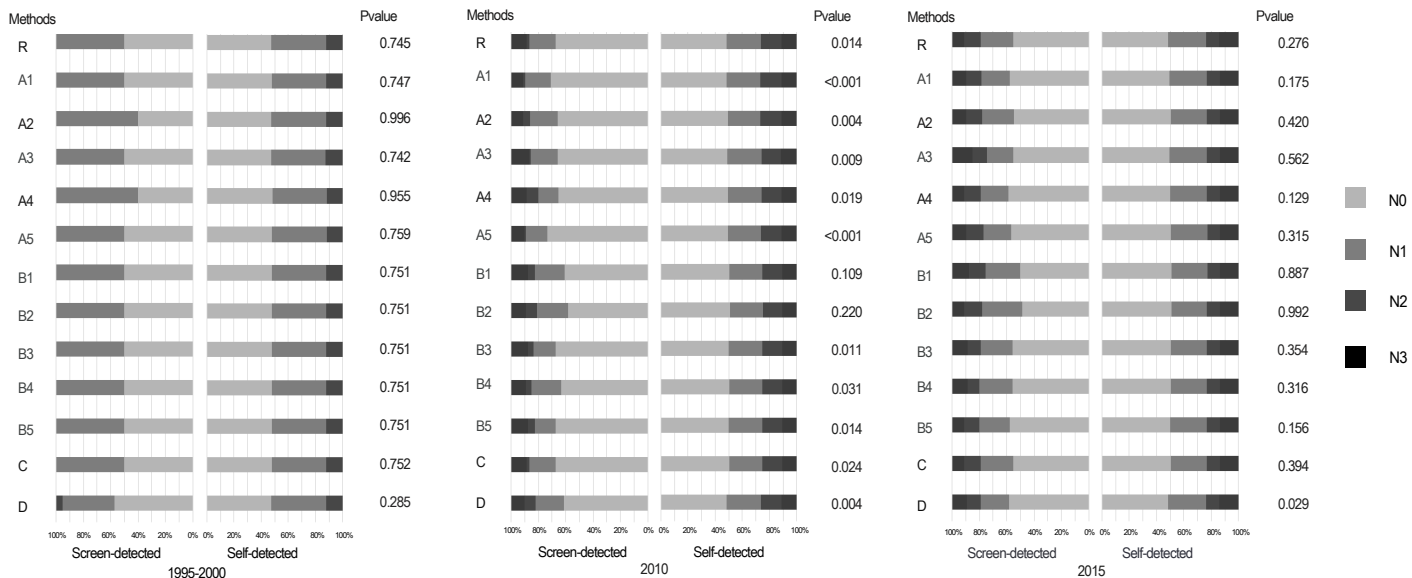 Methods Pvalue
R 0.745
A1 0.747
A2 0.996
A3 0.742
A4 0.955
A5 0.759
B1 0.751
B2 0.751
B3 0.751
B4 0.751
B5 0.751
C 0.752
D 0.285
100% 80% 60% 40% 20% 0% 0% 20% 40% 60% 80% 100%
Screen-detected Self-detected
1995-2000
Methods Pvalue
R 0.014
A1 <0.001
A2 0.004
A3 0.009
A4 0.019
A5 <0.001
B1 0.109
B2 0.220
B3 0.011
B4 0.031
B5 0.014
C 0.024
D 0.004
100% 80% 60% 40% 20% 0% 0% 20% 40% 60% 80% 100%
Screen-detected Self-detected
2010
Methods Pvalue
R 0.276
A1 0.175
A2 0.420
A3 0.562
A4 0.129
A5 0.315
B1 0.887
B2 0.992
B3 0.354
B4 0.316
B5 0.156
C 0.394
D 0.029
100% 80% 60% 40% 20% 0% 0% 20% 40% 60% 80% 100%
Screen-detected Self-detected
2015
N0
N1
N2
N3